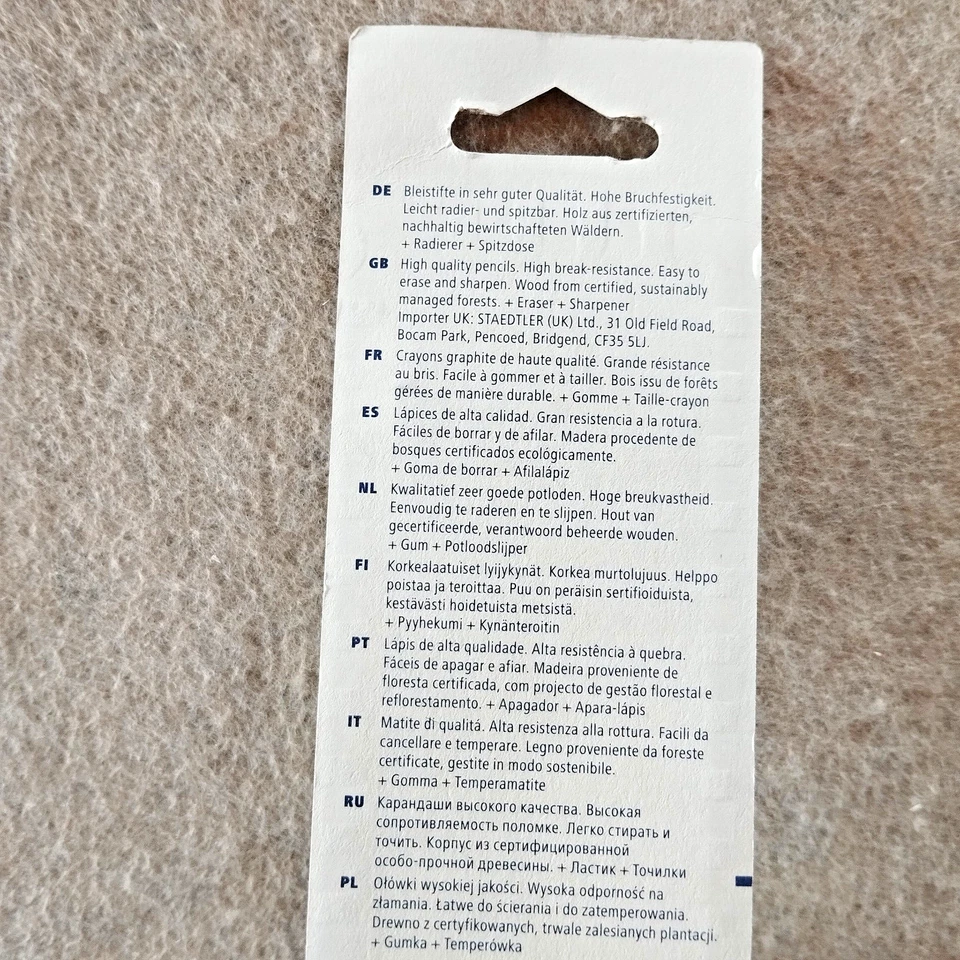 DE Bleistifte in sehr guter Qualität. Hohe Bruchfestigkeit.
Leicht radier- und spitzbar. Holz aus zertifizierten,
nachhaltig bewirtschafteten Wäldern.
+ Radierer + Spitzdose
GB High quality pencils. High break-resistance. Easy to
erase and sharpen. Wood from certified, sustainably
managed forests. + Eraser + Sharpener
Importer UK: STAEDTLER (UK) Ltd., 31 Old Field Road,
Bocam Park, Pencoed, Bridgend, CF35 5LJ.
FR Crayons graphite de haute qualité. Grande résistance
au bris. Facile à gommer et à tailler. Bois issu de forêts
gérées de manière durable. + Gomme + Taille-crayon
ES Lápices de alta calidad. Gran resistencia a la rotura.
Fáciles de borrar y de afilar. Madera procedente de
bosques certificados ecológicamente.
+ Goma de borrar + Afilalápiz
NL Kwalitatief zeer goede potloden. Hoge breukvastheid.
Eenvoudig te raderen en te slijpen. Hout van
gecertificeerde, verantwoord beheerde wouden.
+ Gum + Potloodslijper
FI Korkealaatuiset lyijykynät. Korkea murtolujuus. Helppo
poistaa ja teroittaa. Puu on peräisin sertifioiduista,
kestävästi hoidetuista metsistä.
+ Pyyhekumi + Kynänteroitin
PT Lápis de alta qualidade. Alta resistência à quebra.
Fáceis de apagar e afiar. Madeira proveniente de
floresta certificada, com projecto de gestão florestal e
reflorestamento. + Apagador + Apara-lápis
IT Matite di qualitá. Alta resistenza alla rottura. Facili da
cancellare e temperare. Legno proveniente da foreste
certificate, gestite in modo sostenibile.
+ Gomma + Temperamatite
RU Карандаши высокого качества. Высокая
сопротивляемость поломке. Легко стирать и
точить. Корпус из сертифицированной
особо-прочной древесины. + Ластик + Точилки
PL Ołówki wysokiej jakości. Wysoka odporność na
złamania. Łatwe do ścierania i do zatemperowania.
Drewno z certyfikowanych, trwale zalesianych plantacji.
+ Gumka + Temperówka